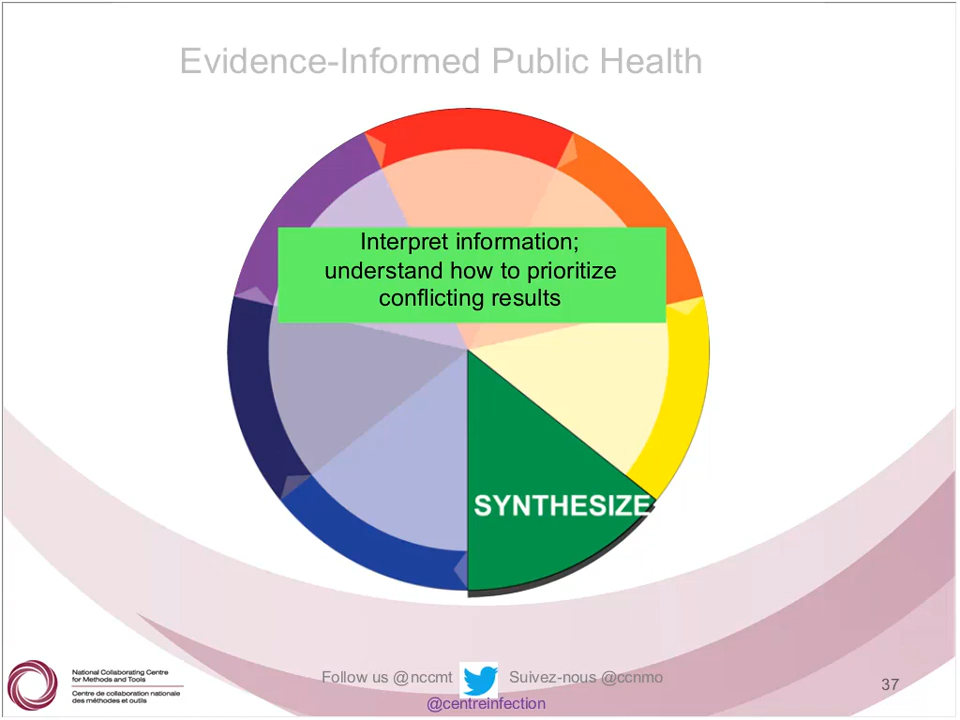 Evidence-Informed Public Health
Interpret information;
understand how to prioritize
conflicting results
SYNTHESIZE
National Collaborating Centre
for Methods and Tools
Centre de collaboration nationale
des méthodes et outils
Follow us @nccmt Suivez-nous @ccnmo
@centreinfection
37